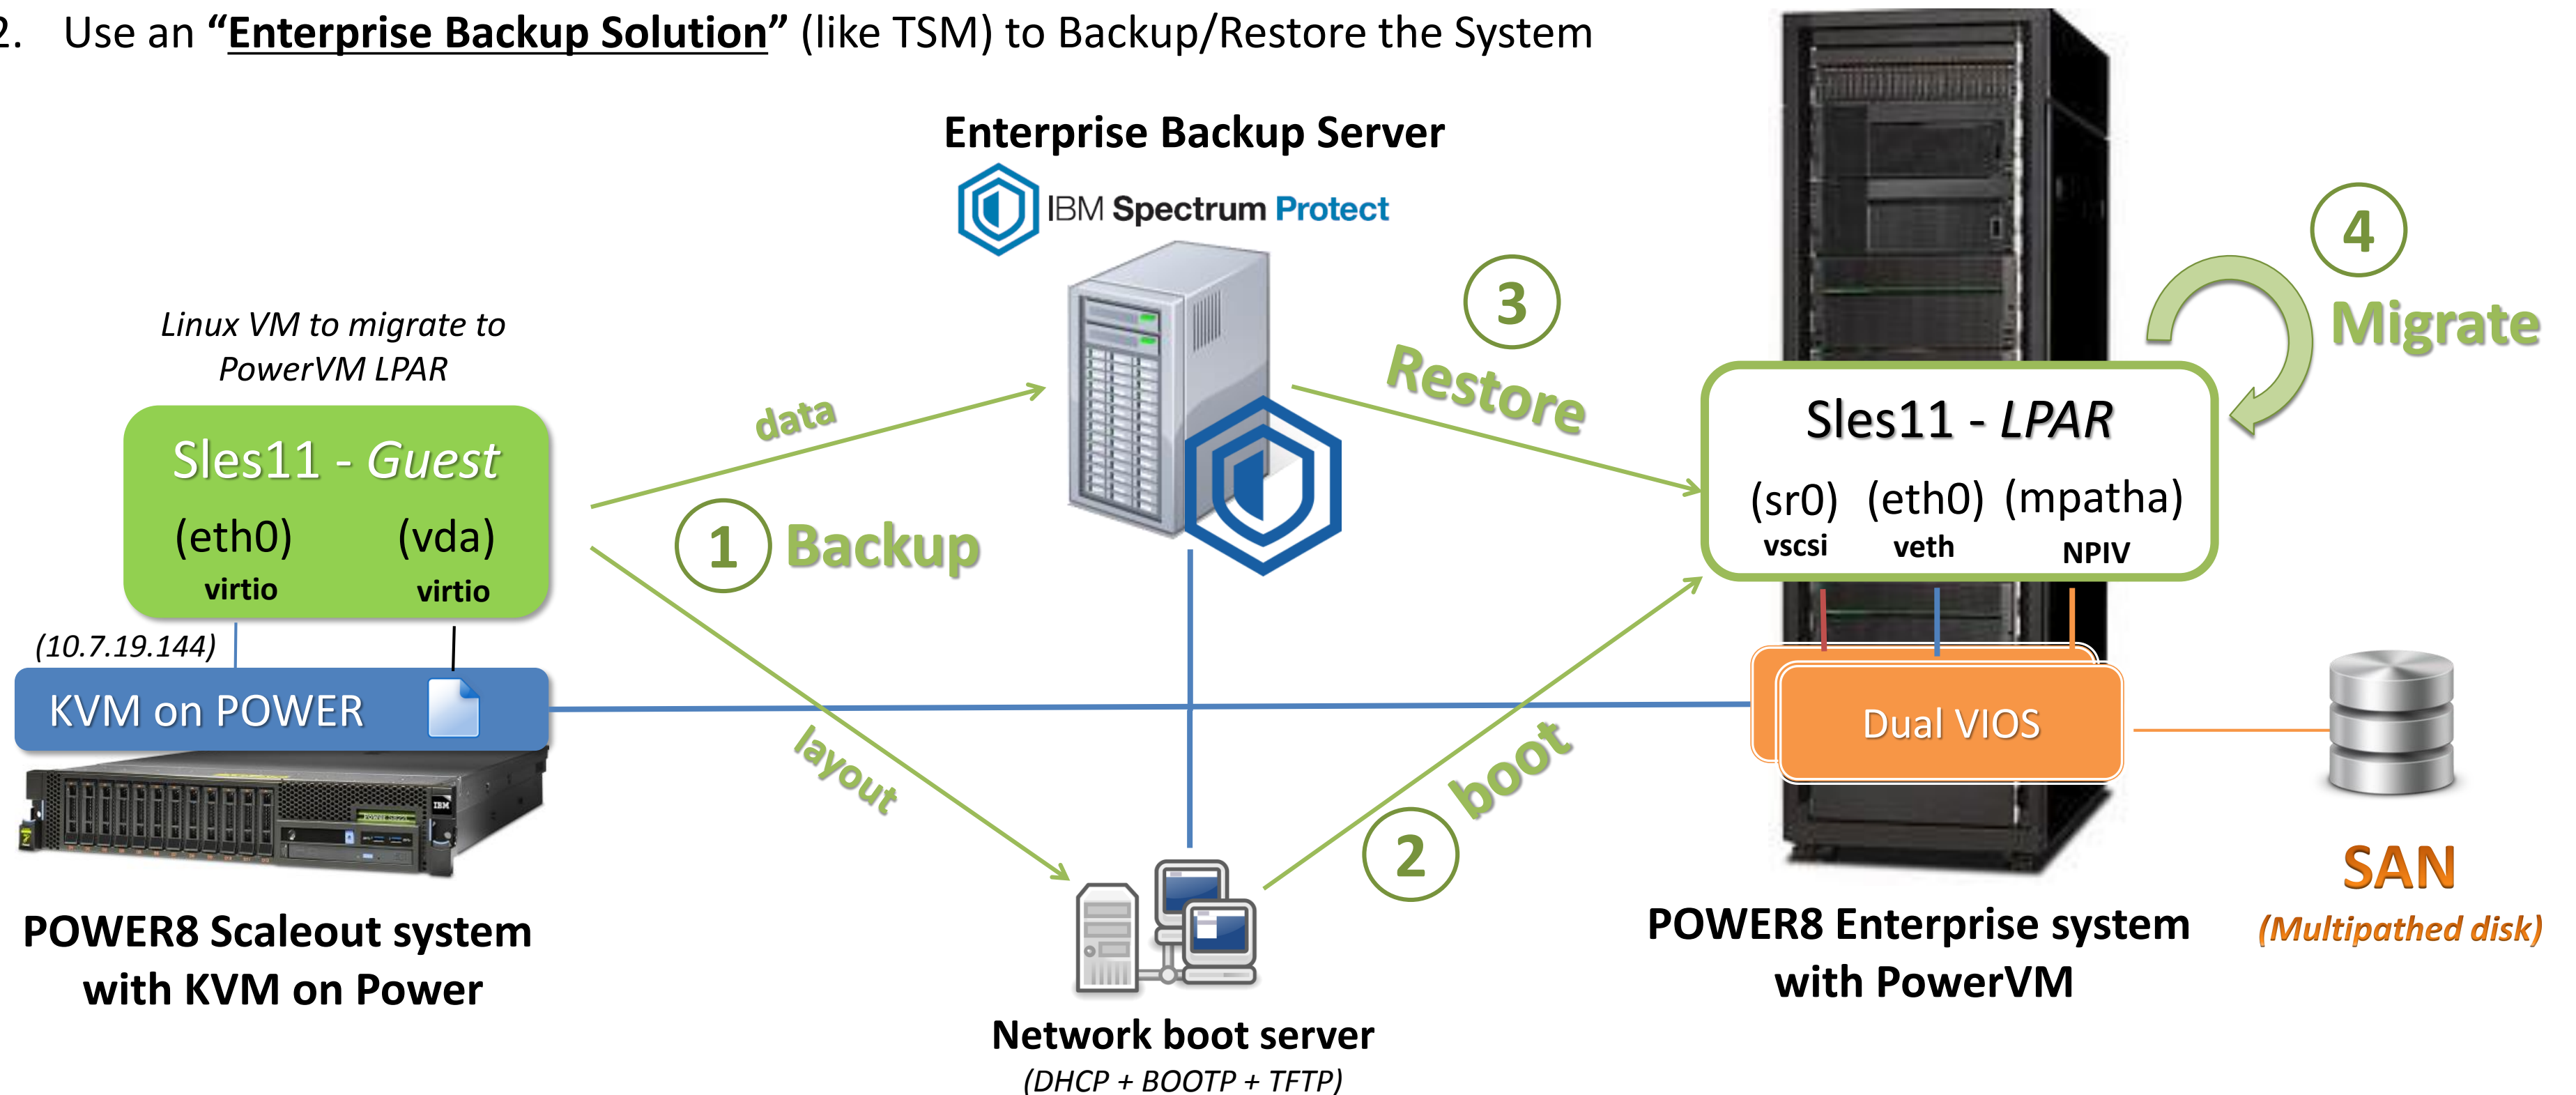 2. Use an “Enterprise Backup Solution” (like TSM) to Backup/Restore the System
Enterprise Backup Server
IBM Spectrum Protect
4
Migrate
3
Restore
Linux VM to migrate to
PowerVM LPAR
data
Sles11 - Guest
(eth0) (vda)
virtio virtio
1 Backup
Sles11 - LPAR
(sr0) (eth0) (mpatha)
vscsi veth NPIV
(10.7.19.144)
KVM on POWER
layout
boot
2
Dual VIOS
IBM
SAN
(Multipathed disk)
POWER8 Scaleout system
with KVM on Power
POWER8 Enterprise system
with PowerVM
Network boot server
(DHCP + BOOTP + TFTP)